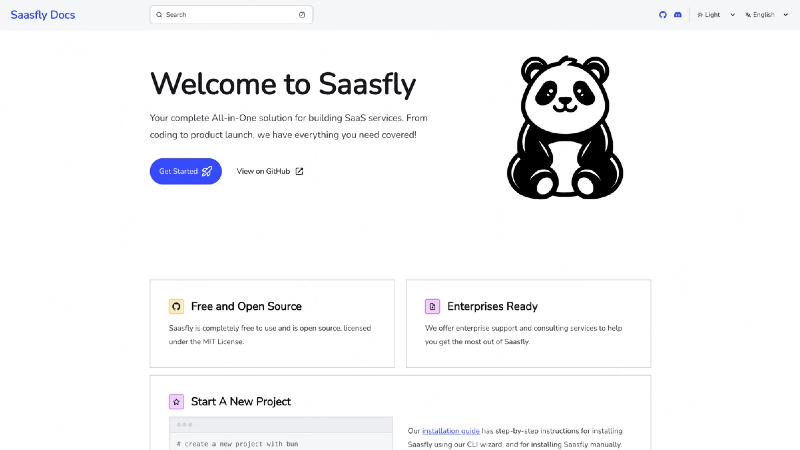 Saasfly Docs
Search
Light
English
Welcome to Saasfly
Your complete All-in-One solution for building SaaS services. From
coding to product launch, we have everything you need covered!
Get Started
View on GitHub
Free and Open Source
Saasfly is completely free to use and is open source, licensed
under the MIT License.
Enterprises Ready
We offer enterprise support and consulting services to help
you get the most out of Saasfly.
Start A New Project
# create a new project with bun
Our installation guide has step-by-step instructions for installing
Saasfly using our CLI wizard, and for installing Saasfly manually.